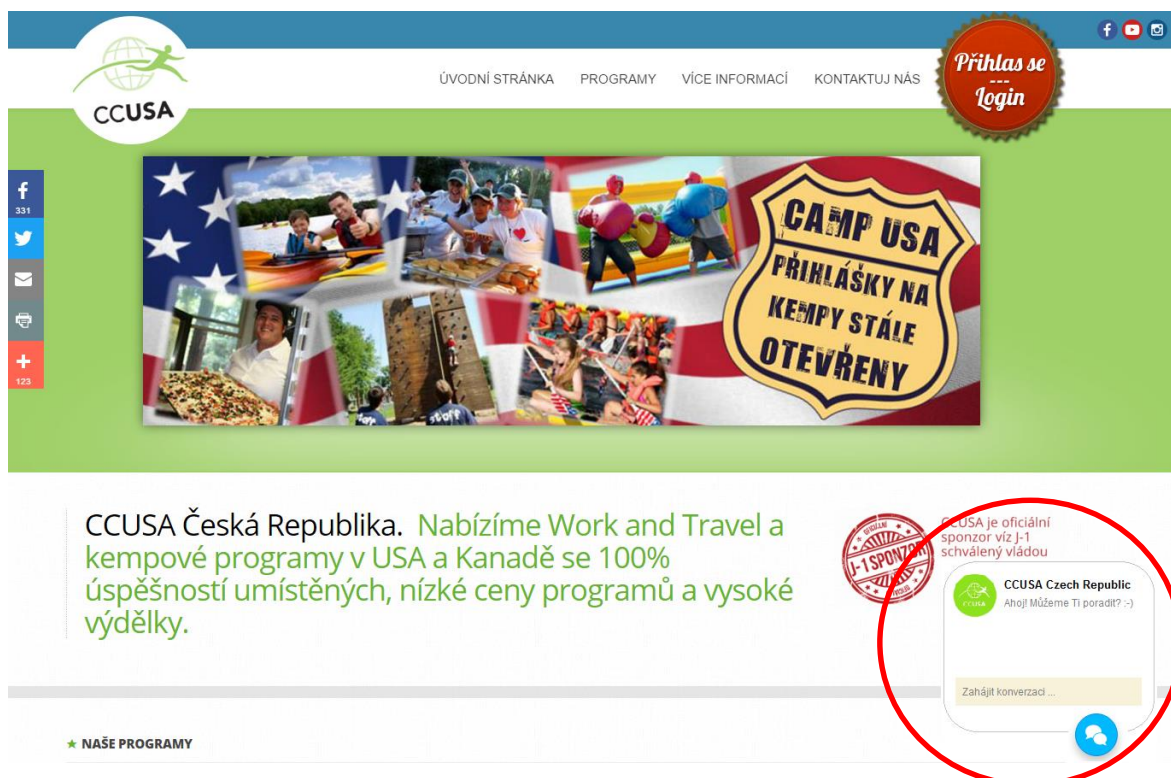 CCUSA
ÚVODNÍ STRÁNKA PROGRAMY VÍCE INFORMACÍ KONTAKTUJ NÁS
Přihlas se
---
Login
331
123
CAMP USA
PŘIHLÁŠKY NA
KEMPY STÁLE
OTEVŘENY
staff
CCUSA Česká Republika. Nabízíme Work and Travel a
kempové programy v USA a Kanadě se 100%
úspěšností umístěných, nízké ceny programů a vysoké
výdělky.
OFICIÁLNÍ
J-1 SPONZOR
OFICIÁLNÍ
CCUSA je oficiální
sponzor víz J-1
schválený vládou
CCUSA
CCUSA Czech Republic
Ahoj! Můžeme Ti poradit? :-)
Zahájit konverzaci ...
★ NAŠE PROGRAMY